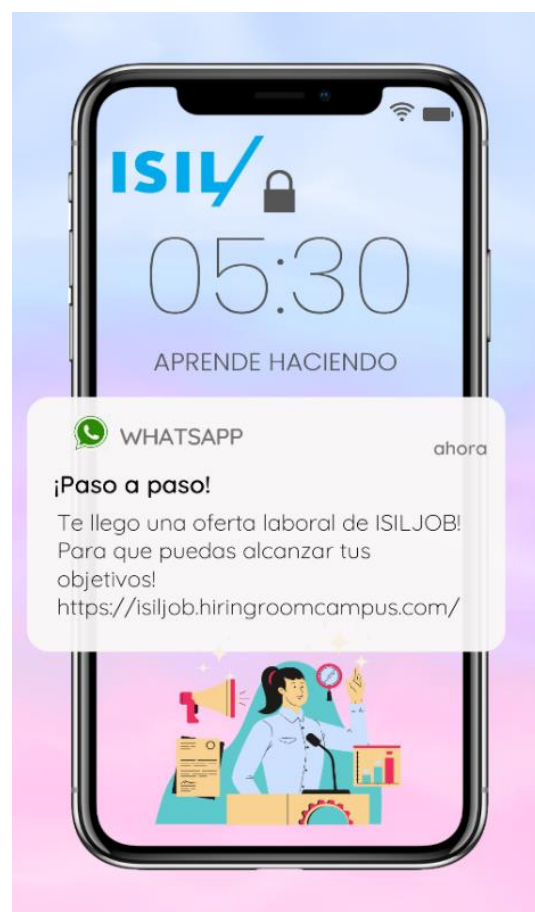 ISIL/
05:30
APRENDE HACIENDO
WHATSAPP
ahora
¡Paso a paso!
Te llego una oferta laboral de ISILJOB!
Para que puedas alcanzar tus
objetivos!
https://isiljob.hiringroomcampus.com/